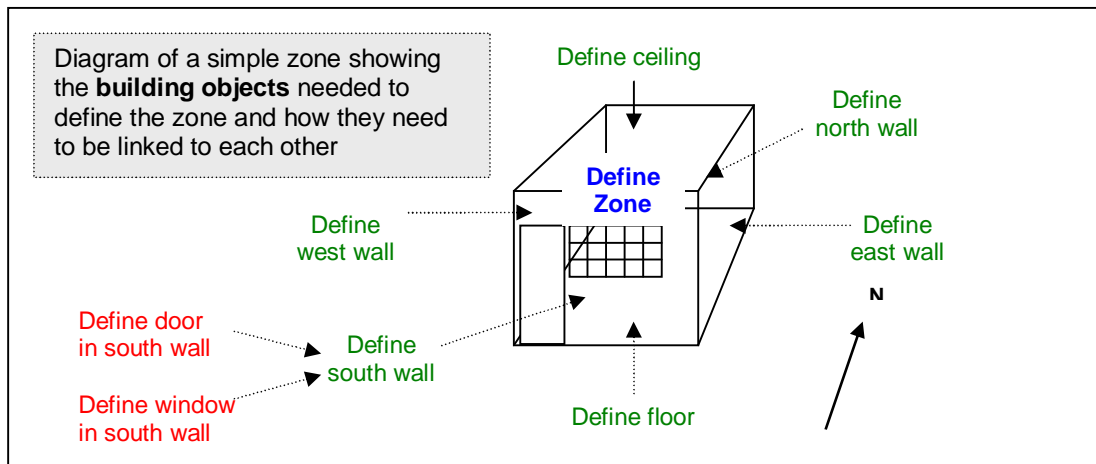 Diagram of a simple zone showing
the building objects needed to
define the zone and how they need
to be linked to each other
Define ceiling
Define
north wall
Define
Zone
Define
west wall
Define
east wall
N
Define door
in south wall
Define
south wall
Define window
in south wall
Define floor